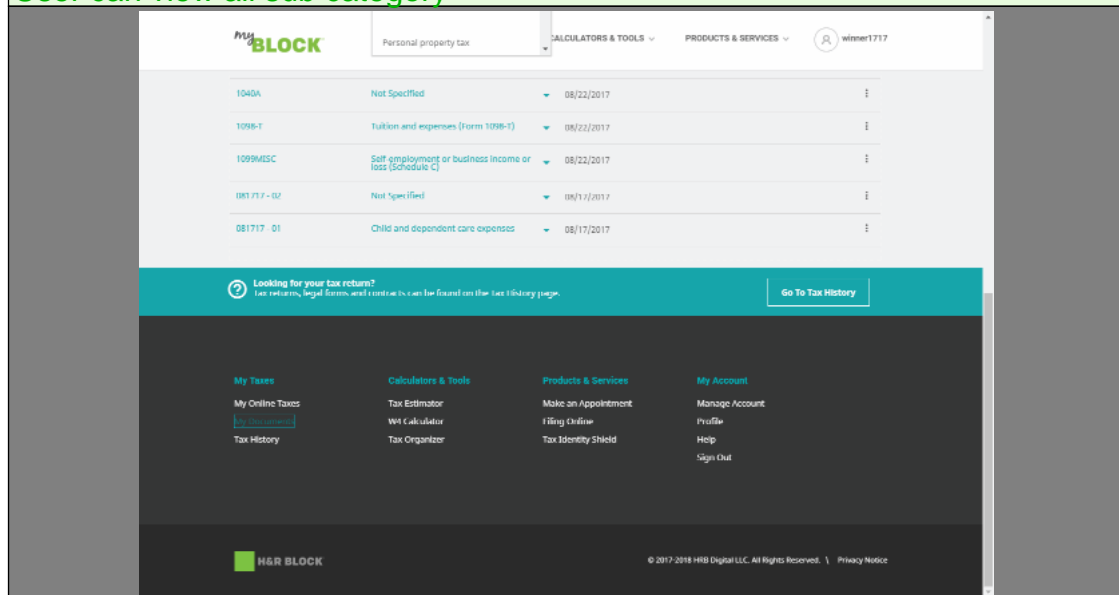 User can view all sub category
my BLOCK
Personal property tax
CALCULATORS & TOOLS
PRODUCTS & SERVICES
winner1717
1040A Not Specified 08/22/2017
1098-T Tuition and expenses (Form 1098-T) 08/22/2017
1099MISC Self-employment or business income or 08/22/2017
loss (Schedule C)
081717 - 02 Not Specified 08/17/2017
081717 - 01 Child and dependent care expenses 08/17/2017
Looking for your tax return?
Tax returns, legal forms and contracts can be found on the Tax History page.
Go To Tax History
My Taxes Calculators & Tools Products & Services My Account
My Online Taxes Tax Estimator Make an Appointment Manage Account
My Documents W4 Calculator Filing Online Profile
Tax History Tax Organizer Tax Identity Shield Help
Sign Out
H&R BLOCK
© 2017-2018 HRB Digital LLC. All Rights Reserved. \ Privacy Notice